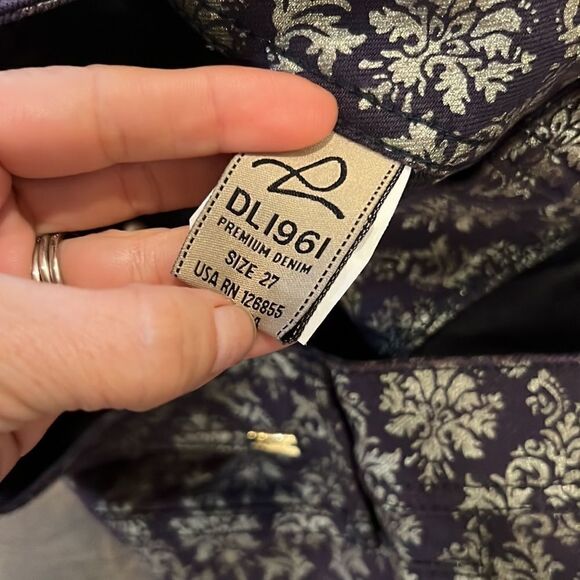 DL1961
PREMIUM DENIM
SIZE 27
USA RN 126855